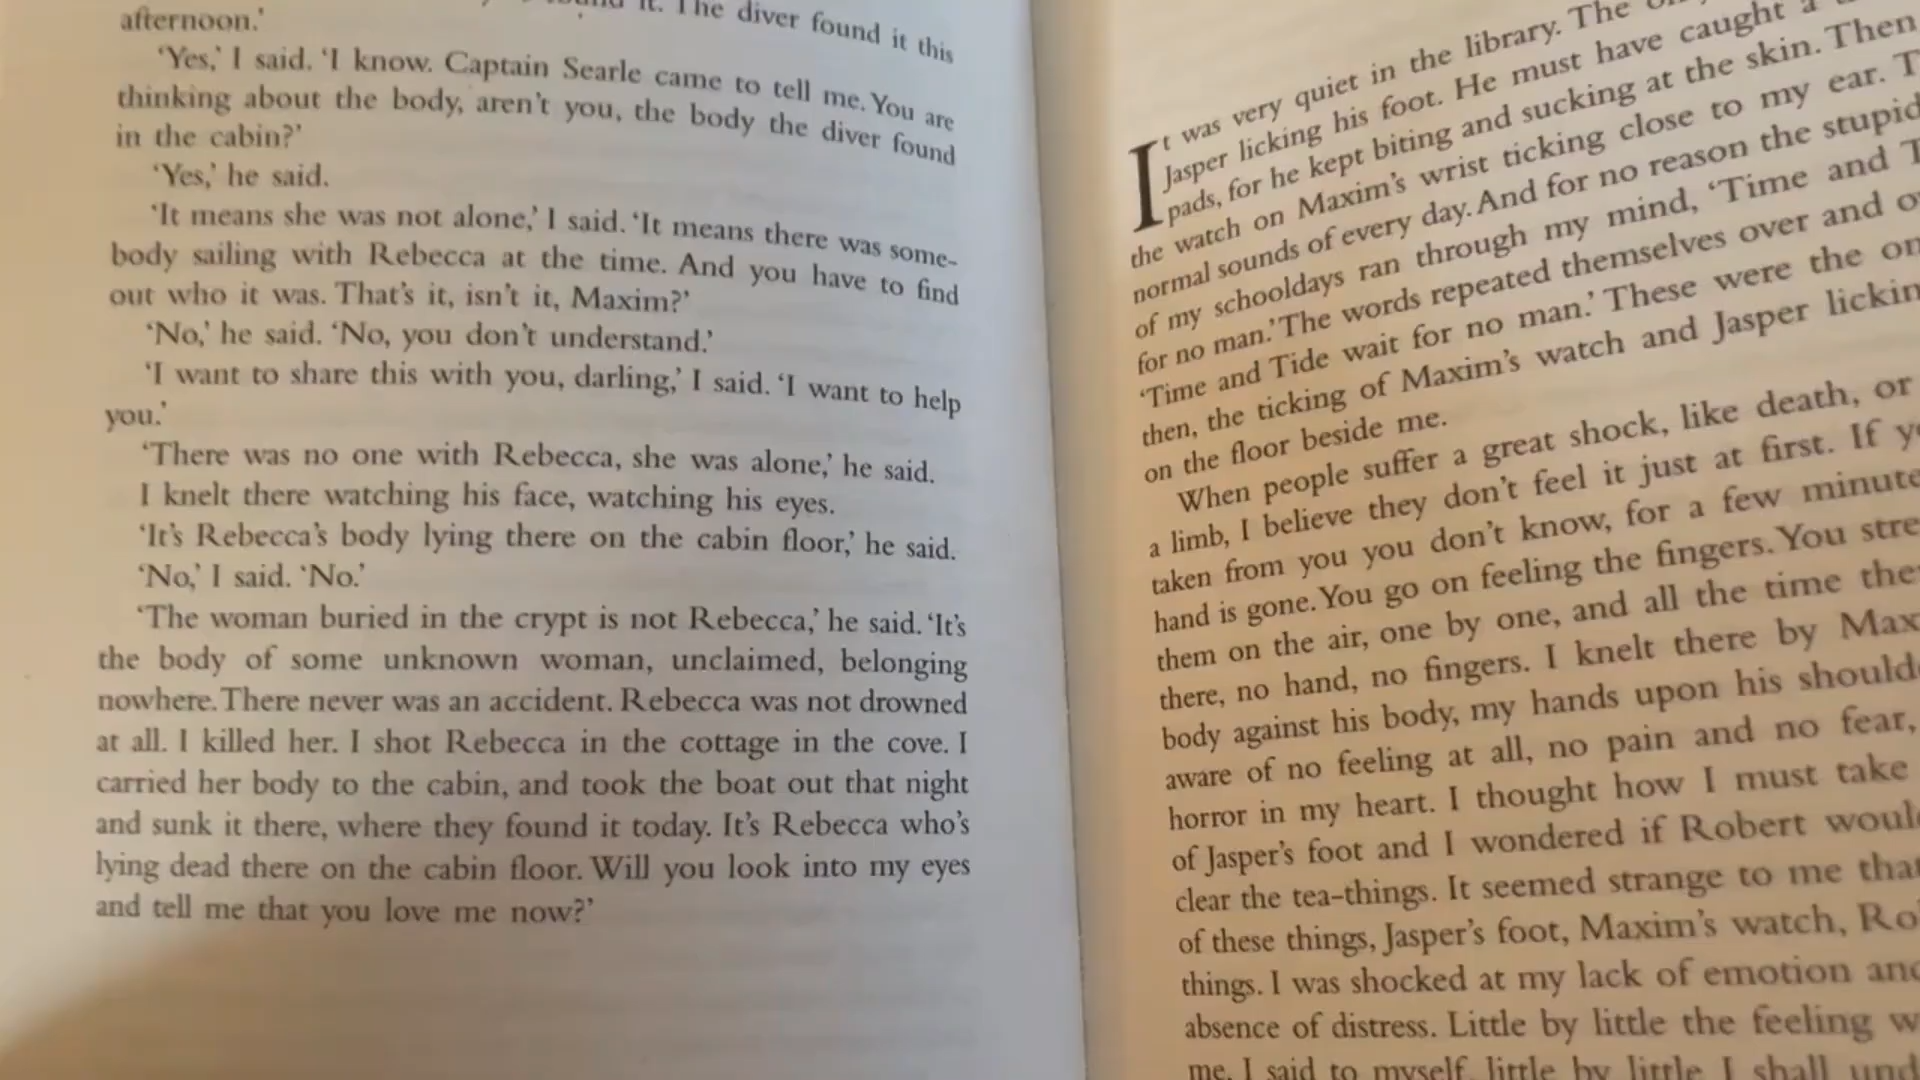 it. The diver found it this
afternoon.’
‘Yes,’ I said. ‘I know. Captain Searle came to tell me. You are
thinking about the body, aren’t you, the body the diver found
in the cabin?’
‘Yes,’ he said.
‘It means she was not alone,’ I said. ‘It means there was some-
body sailing with Rebecca at the time. And you have to find
out who it was. That’s it, isn’t it, Maxim?’
‘No,’ he said. ‘No, you don’t understand.’
‘I want to share this with you, darling,’ I said. ‘I want to help
you.’
‘There was no one with Rebecca, she was alone,’ he said.
I knelt there watching his face, watching his eyes.
‘It’s Rebecca’s body lying there on the cabin floor,’ he said.
‘No,’ I said. ‘No.’
‘The woman buried in the crypt is not Rebecca,’ he said. ‘It’s
the body of some unknown woman, unclaimed, belonging
nowhere. There never was an accident. Rebecca was not drowned
at all. I killed her. I shot Rebecca in the cottage in the cove. I
carried her body to the cabin, and took the boat out that night
and sunk it there, where they found it today. It’s Rebecca who’s
lying dead there on the cabin floor. Will you look into my eyes
and tell me that you love me now?’
It was very quiet in the library. The
Jasper licking his foot. He must have caught a
pads, for he kept biting and sucking at the skin. Then
the watch on Maxim’s wrist ticking close to my ear.
normal sounds of every day. And for no reason the stupid
of my schooldays ran through my mind, ‘Time and
for no man.’ The words repeated themselves over and
‘Time and Tide wait for no man.’ These were the
then, the ticking of Maxim’s watch and Jasper
on the floor beside me.
When people suffer a great shock, like death, or
a limb, I believe they don’t feel it just at first. If
taken from you you don’t know, for a few
hand is gone. You go on feeling the fingers. You
them on the air, one by one, and all the time
there, no hand, no fingers. I knelt there by
body against his body, my hands upon his
aware of no feeling at all, no pain and no fear,
horror in my heart. I thought how I must take
of Jasper’s foot and I wondered if Robert
clear the tea-things. It seemed strange to me
of these things, Jasper’s foot, Maxim’s watch,
things. I was shocked at my lack of emotion
absence of distress. Little by little the feeling
me. I said to myself, little by little I shall